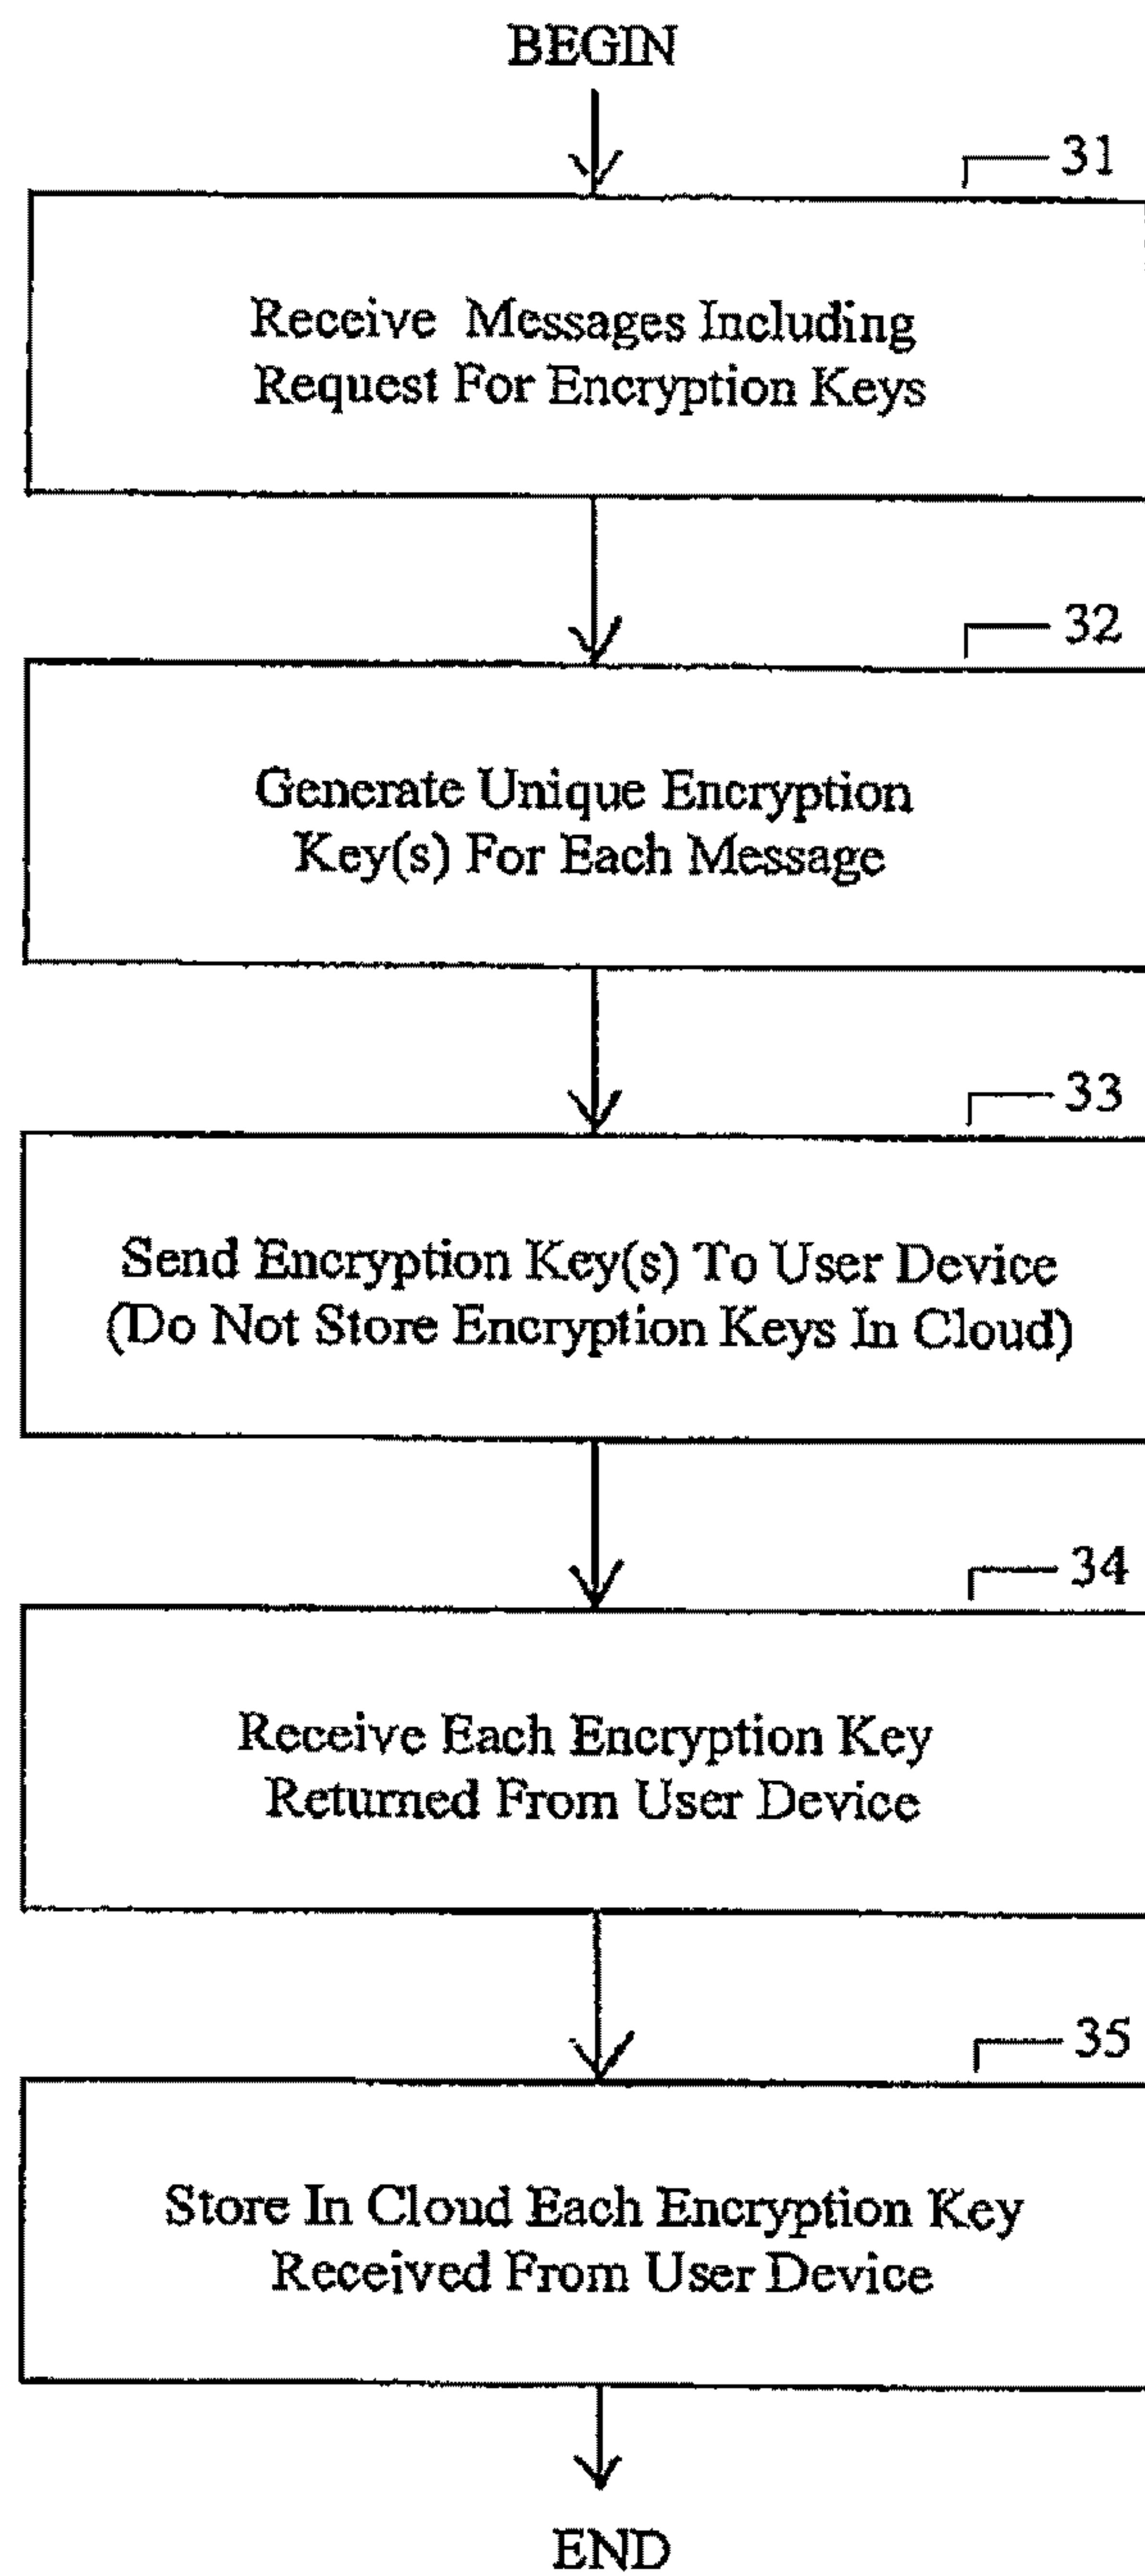 BEGIN
31
Receive Messages Including
Request For Encryption Keys
32
Generate Unique Encryption
Key(s) For Each Message
33
Send Encryption Key(s) To User Device
(Do Not Store Encryption Keys In Cloud)
34
Receive Each Encryption Key
Returned From User Device
35
Store In Cloud Each Encryption Key
Received From User Device
END